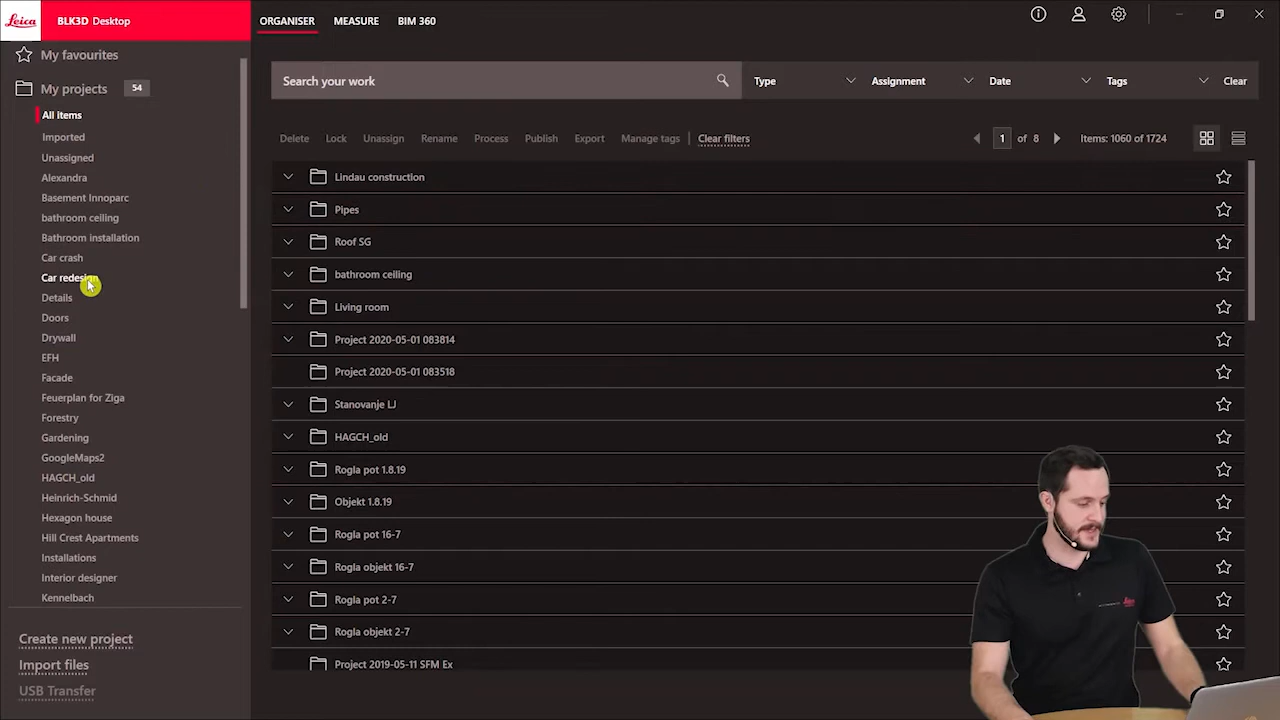 Leica
BLK3D Desktop
ORGANISER
MEASURE
BIM 360
My favourites
My projects
54
All items
Imported
Unassigned
Alexandra
Basement Innoparc
bathroom ceiling
Bathroom installation
Car crash
Car redesign
Details
Doors
Drywall
EFH
Facade
Feuerplan for Ziga
Forestry
Gardening
GoogleMaps2
HAGCH_old
Heinrich-Schmid
Hexagon house
Hill Crest Apartments
Installations
Interior designer
Kennelbach
Create new project
Import files
USB Transfer
Search your work
Type
Assignment
Date
Tags
Clear
Delete
Lock
Unassign
Rename
Process
Publish
Export
Manage tags
Clear filters
1 of 8
Items: 1060 of 1724
Lindau construction
Pipes
Roof SG
bathroom ceiling
Living room
Project 2020-05-01 083814
Project 2020-05-01 083518
Stanovanje LJ
HAGCH_old
Rogla pot 1.8.19
Objekt 1.8.19
Rogla pot 16-7
Rogla objekt 16-7
Rogla pot 2-7
Rogla objekt 2-7
Project 2019-05-11 SFM Ex